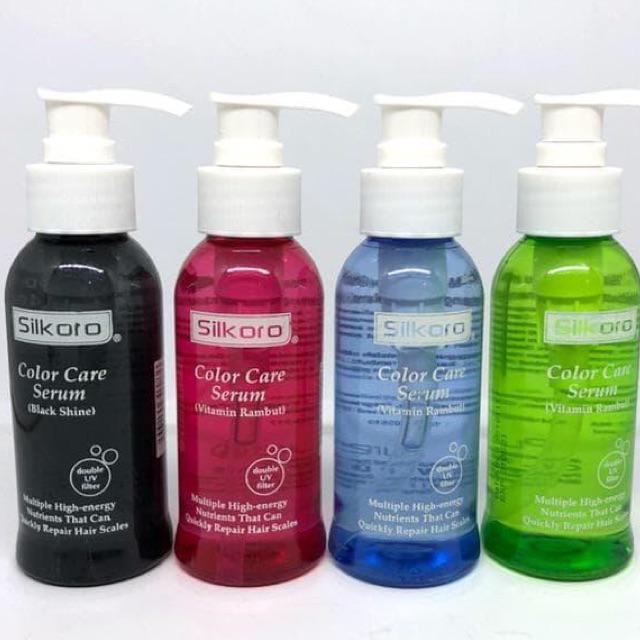 Silkoro®
Color Care
Serum
(Black Shine)
double
UV
filter
Multiple High-energy
Nutrients That Can
Quickly Repair Hair Scales
Silkoro®
Color Care
Serum
(Vitamin Rambut)
double
UV
filter
Multiple High-energy
Nutrients That Can
Quickly Repair Hair Scales
Silkoro
Color Care
Serum
(Vitamin Rambut)
double
UV
filter
Multiple High-energy
Nutrients That Can
Quickly Repair Hair Scales
Silkoro
Color Care
Serum
(Vitamin Rambut)
double
UV
filter
Multiple High-energy
Nutrients That Can
Quickly Repair Hair Scales